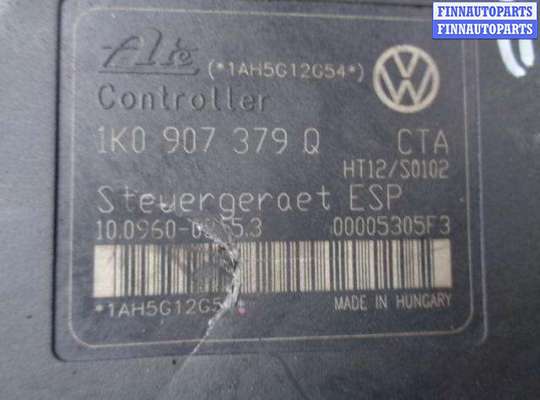 FINNAUTOPARTS
FINNAUTOPARTS
Ate (*1AH5G12G54*)
Controller
1K0 907 379 Q CTA
HT12/S0102
Steuergeraet ESP
00005305F3
MADE IN HUNGARY